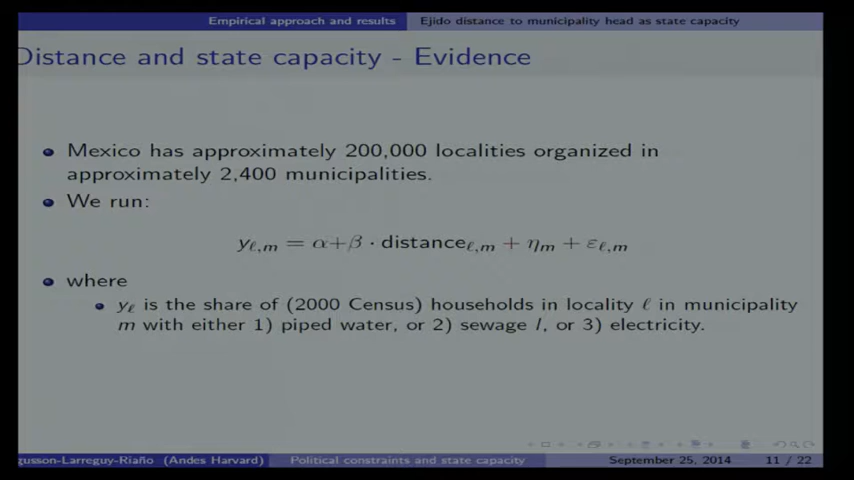 Empirical approach and results Ejido distance to municipality head as state capacity
Distance and state capacity - Evidence
Mexico has approximately 200,000 localities organized in
approximately 2,400 municipalities.
We run:
yℓ,m = α+β · distanceℓ,m + ηm + εℓ,m
where
yℓ is the share of (2000 Census) households in locality ℓ in municipality
m with either 1) piped water, or 2) sewage l, or 3) electricity.
gusson-Larreguy-Riaño (Andes Harvard) Political constraints and state capacity September 25, 2014 11 / 22